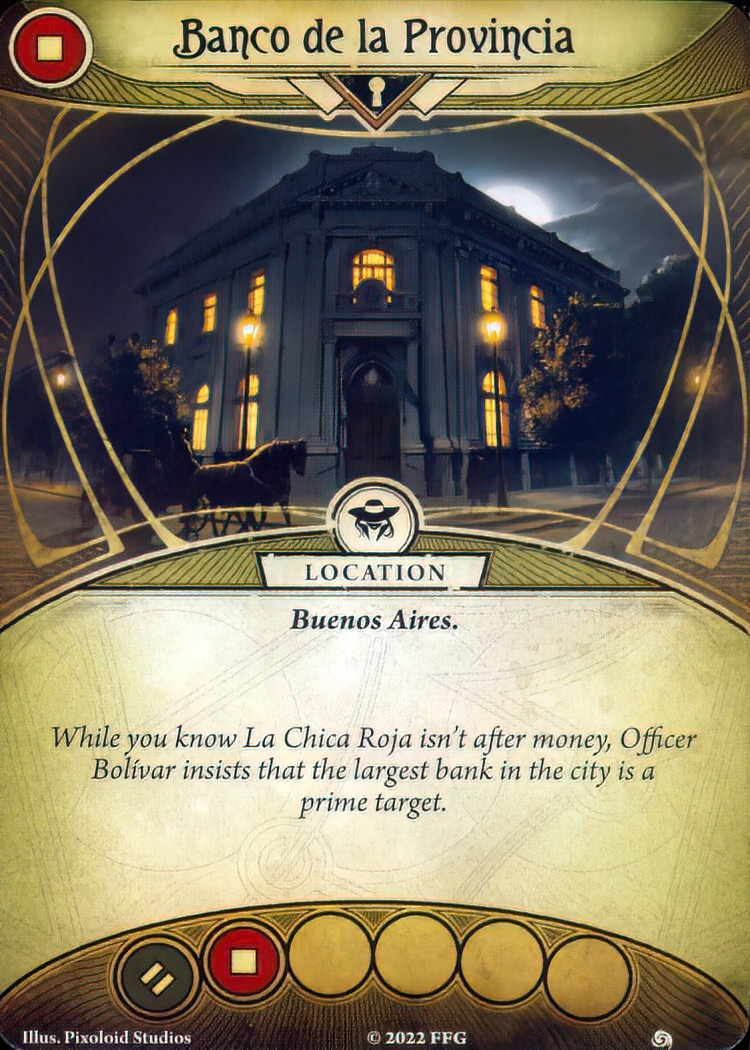 Banco de la Provincia
LOCATION
Buenos Aires.
While you know La Chica Roja isn't after money, Officer
Bolívar insists that the largest bank in the city is a
prime target.
Illus. Pixoloid Studios
© 2022 FFG